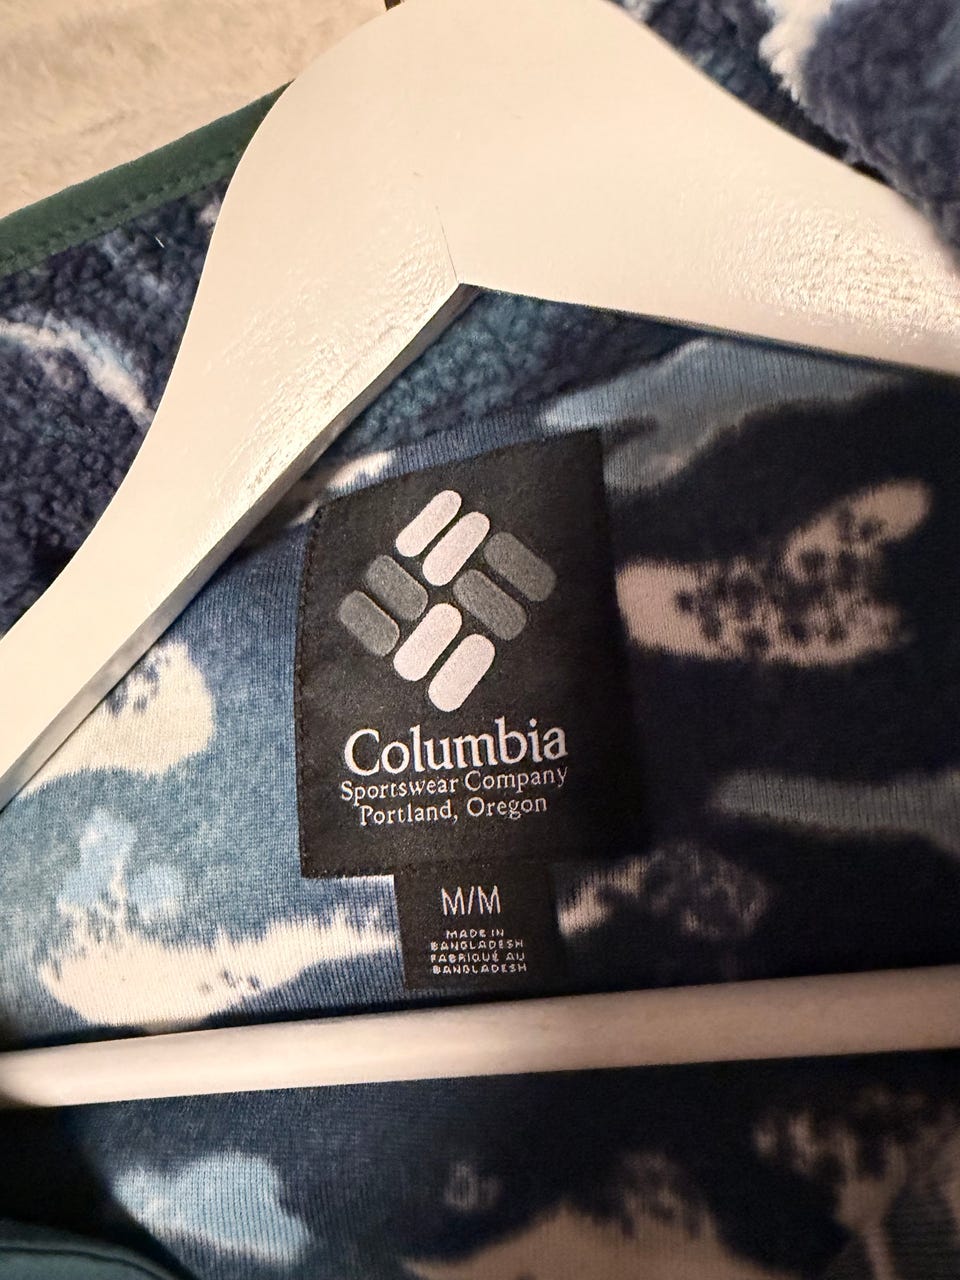 Columbia
Sportswear Company
Portland, Oregon
M/M
MADE IN
BANGLADESH
FABRIQUÉ AU
BANGLADESH